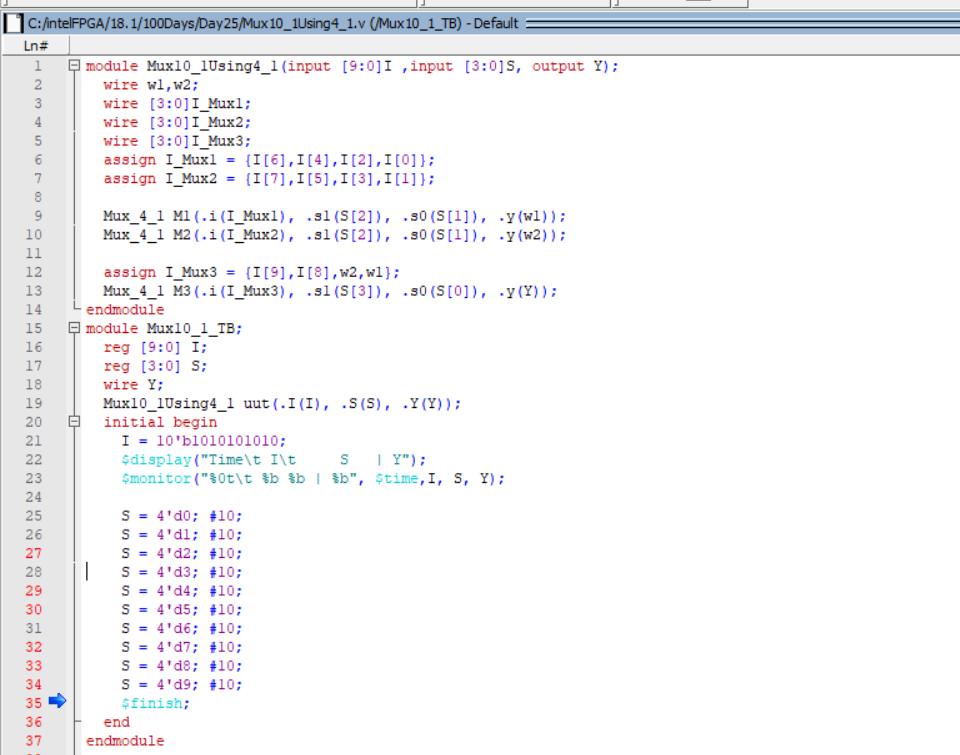 C:/intelFPGA/18.1/100Days/Day25/Mux10_1Using4_1.v (/Mux10_1_TB) - Default
Ln#
1 module Mux10_1Using4_1(input [9:0]I ,input [3:0]S, output Y);
2 wire w1,w2;
3 wire [3:0]I_Mux1;
4 wire [3:0]I_Mux2;
5 wire [3:0]I_Mux3;
6 assign I_Mux1 = {I[6],I[4],I[2],I[0]};
7 assign I_Mux2 = {I[7],I[5],I[3],I[1]};
8
9 Mux_4_1 M1(.i(I_Mux1), .s1(S[2]), .s0(S[1]), .y(w1));
10 Mux_4_1 M2(.i(I_Mux2), .s1(S[2]), .s0(S[1]), .y(w2));
11
12 assign I_Mux3 = {I[9],I[8],w2,w1};
13 Mux_4_1 M3(.i(I_Mux3), .s1(S[3]), .s0(S[0]), .y(Y));
14 endmodule
15 module Mux10_1_TB;
16 reg [9:0] I;
17 reg [3:0] S;
18 wire Y;
19 Mux10_1Using4_1 uut(.I(I), .S(S), .Y(Y));
20 initial begin
21 I = 10'b1010101010;
22 $display("Time\t I\t     S   | Y");
23 $monitor("%0t\t %b %b | %b", $time,I, S, Y);
24
25 S = 4'd0; #10;
26 S = 4'd1; #10;
27 S = 4'd2; #10;
28 S = 4'd3; #10;
29 S = 4'd4; #10;
30 S = 4'd5; #10;
31 S = 4'd6; #10;
32 S = 4'd7; #10;
33 S = 4'd8; #10;
34 S = 4'd9; #10;
35 $finish;
36 end
37 endmodule